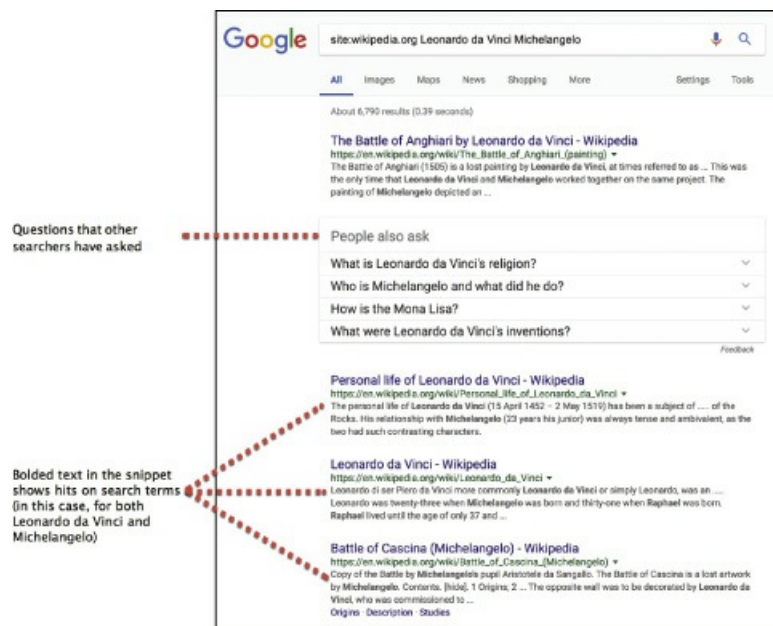 Google
site:wikipedia.org Leonardo da Vinci Michelangelo
All Images Maps News Shopping More Settings Tools
About 6,790 results (0.39 seconds)
The Battle of Anghiari by Leonardo da Vinci - Wikipedia
https://en.wikipedia.org/wiki/The_Battle_of_Anghiari_(painting)
The Battle of Anghiari (1505) is a lost painting by Leonardo da Vinci, at times referred to as ... This was
the only time that Leonardo da Vinci and Michelangelo worked together on the same project. The
painting of Michelangelo depicted an ...
Questions that other
searchers have asked
People also ask
What is Leonardo da Vinci's religion?
Who is Michelangelo and what did he do?
How is the Mona Lisa?
What were Leonardo da Vinci's inventions?
Feedback
Personal life of Leonardo da Vinci - Wikipedia
https://en.wikipedia.org/wiki/Personal_life_of_Leonardo_da_Vinci
The personal life of Leonardo da Vinci (15 April 1452 – 2 May 1519) has been a subject of ..... of the
Rocks. His relationship with Michelangelo (23 years his junior) was always tense and ambivalent, as the
two had such contrasting characters.
Bolded text in the snippet
shows hits on search terms
(in this case, for both
Leonardo da Vinci and
Michelangelo)
Leonardo da Vinci - Wikipedia
https://en.wikipedia.org/wiki/Leonardo_da_Vinci
Leonardo di ser Piero da Vinci more commonly Leonardo da Vinci or simply Leonardo, was an .....
Leonardo was twenty-three when Michelangelo was born and thirty-one when Raphael was born.
Raphael lived until the age of only 37 and ...
Battle of Cascina (Michelangelo) - Wikipedia
https://en.wikipedia.org/wiki/Battle_of_Cascina_(Michelangelo)
Copy of the Battle by Michelangelo's pupil Aristotele da Sangallo. The Battle of Cascina is a lost artwork
by Michelangelo. Contents. [hide]. 1 Origins; 2 ... The opposite wall was to be decorated by Leonardo da
Vinci, who was commissioned to ...
Origins · Description · Studies